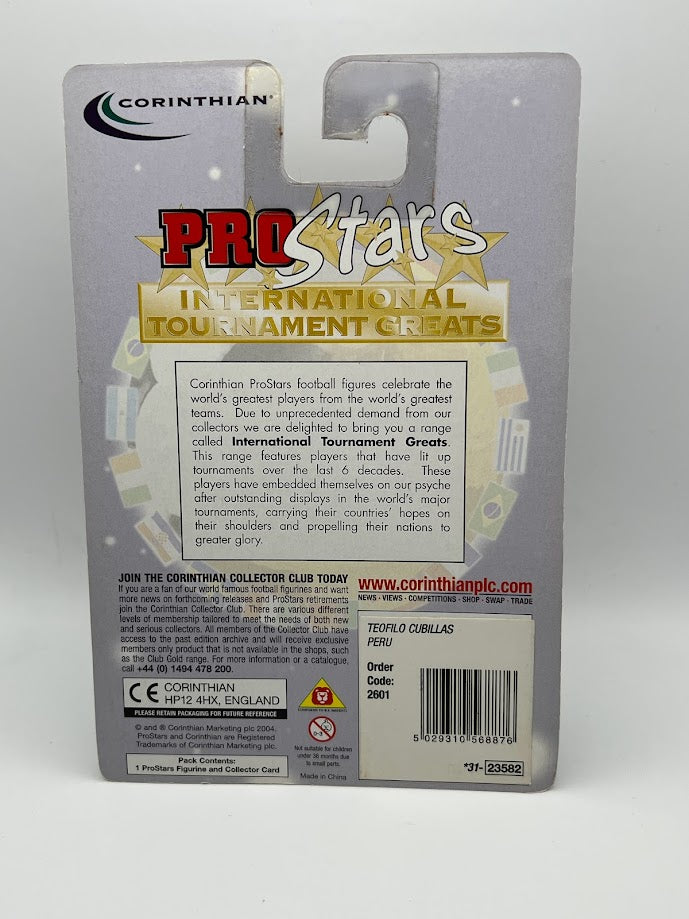 CORINTHIAN®
PROStars
INTERNATIONAL
TOURNAMENT GREATS
Corinthian ProStars football figures celebrate the
world's greatest players from the world's greatest
teams. Due to unprecedented demand from our
collectors we are delighted to bring you a range
called International Tournament Greats.
This range features players that have lit up
tournaments over the last 6 decades. These
players have embedded themselves on our psyche
after outstanding displays in the world's major
tournaments, carrying their countries' hopes on
their shoulders and propelling their nations to
greater glory.
JOIN THE CORINTHIAN COLLECTOR CLUB TODAY
If you are a fan of our world famous football figurines and want
more news on forthcoming releases and ProStars retirements
join the Corinthian Collector Club. There are various different
levels of membership tailored to meet the needs of both new
and serious collectors. All members of the Collector Club have
access to the past edition archive and will receive exclusive
members only product that is not available in the shops, such
as the Club Gold range. For more information or a catalogue,
call +44 (0) 1494 478 200.
CE CORINTHIAN
HP12 4HX, ENGLAND
PLEASE RETAIN PACKAGING FOR FUTURE REFERENCE
© and ® Corinthian Marketing plc 2004.
ProStars and Corinthian are Registered
Trademarks of Corinthian Marketing plc.
Pack Contents:
1 ProStars Figurine and Collector Card
0-3
Not suitable for children
under 36 months due
to small parts.
Made in China
www.corinthianplc.com
NEWS · VIEWS · COMPETITIONS · SHOP · SWAP · TRADE
TEOFILO CUBILLAS
PERU
Order
Code:
2601
5 029310 568876
*31- 23582